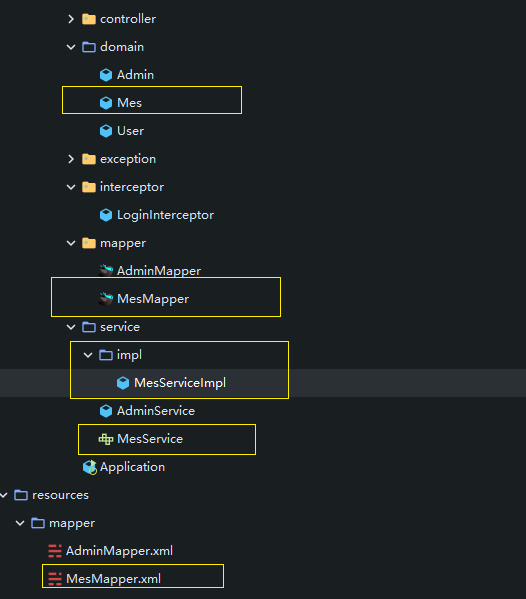 controller
domain
Admin
Mes
User
exception
interceptor
LoginInterceptor
mapper
AdminMapper
MesMapper
service
impl
MesServiceImpl
AdminService
MesService
Application
resources
mapper
AdminMapper.xml
MesMapper.xml